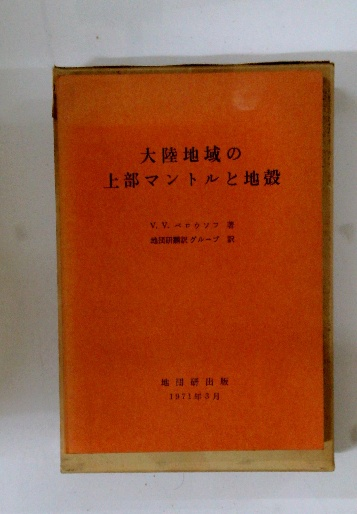 大陸地域の
上部マントルと地殻
V. V. ベロウソフ 著
地団研翻訳グループ 訳
地団研出版
1971年3月